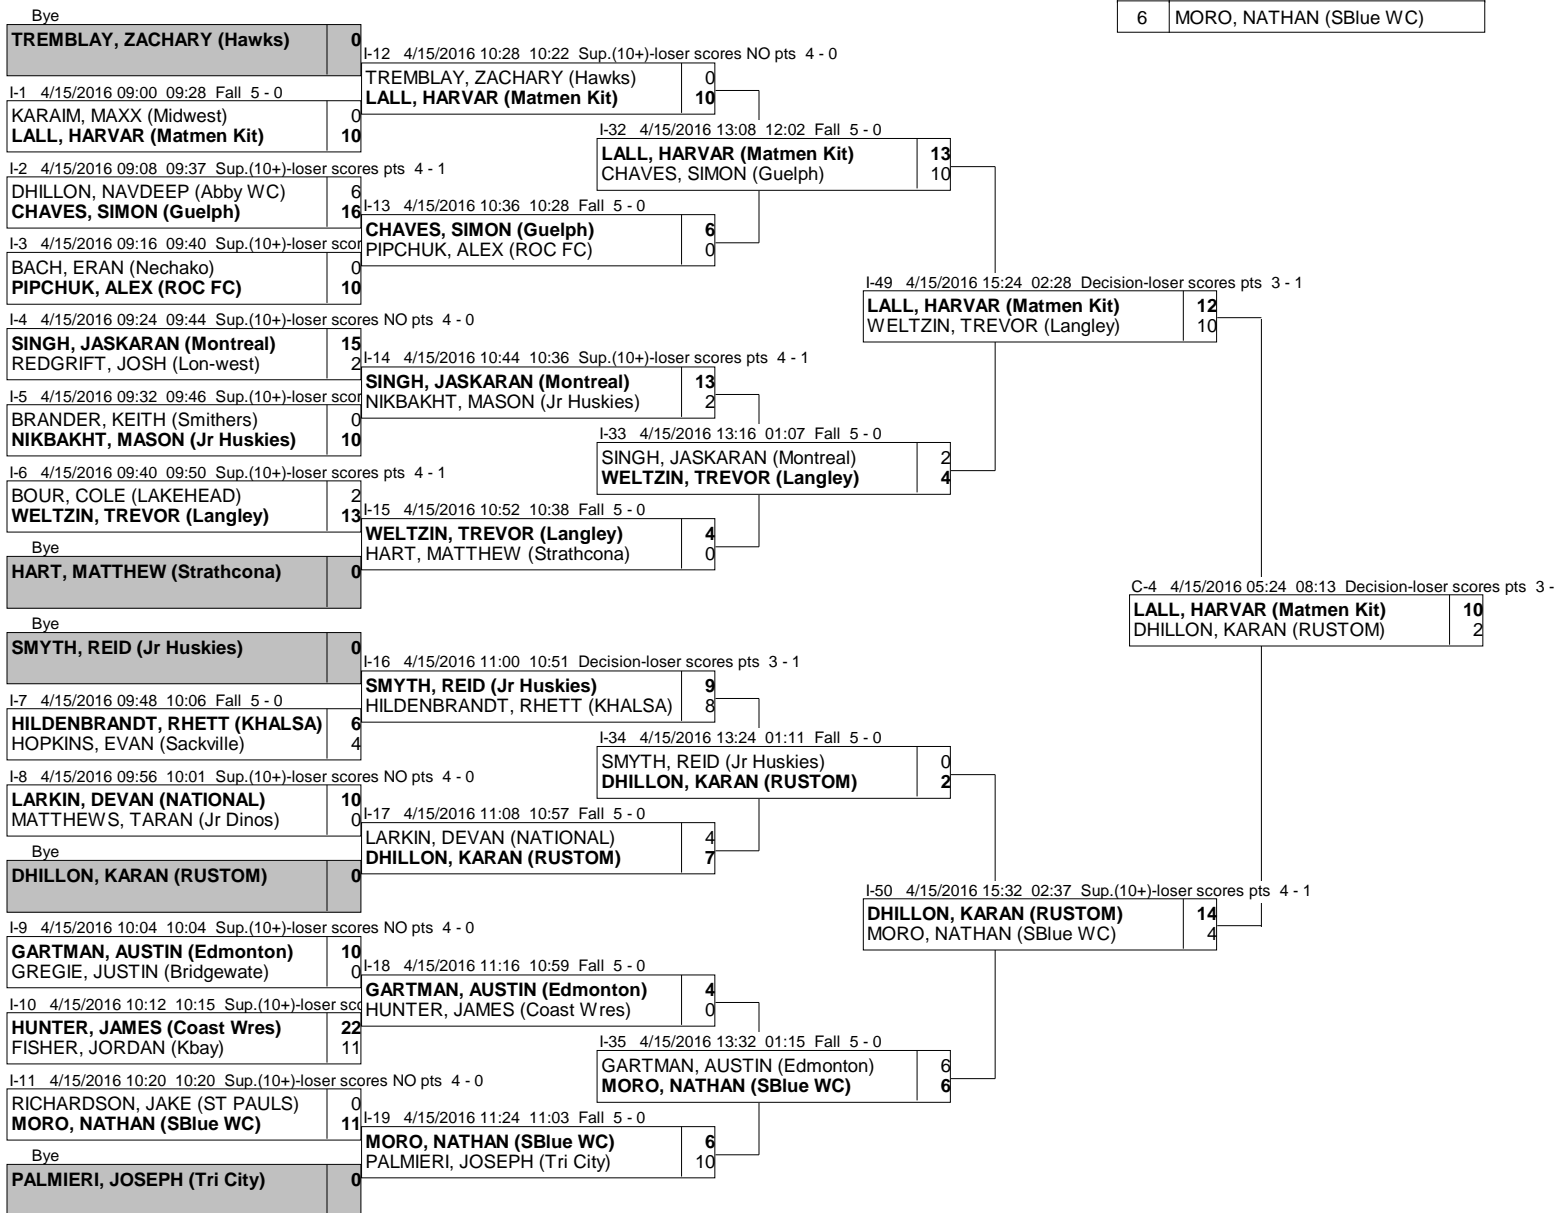 6 MORO, NATHAN (SBlue WC)
Bye
TREMBLAY, ZACHARY (Hawks) 0
I-1 4/15/2016 09:00 09:28 Fall 5 - 0
KARAIM, MAXX (Midwest) 0
LALL, HARVAR (Matmen Kit) 10
I-2 4/15/2016 09:08 09:37 Sup.(10+)-loser scores pts 4 - 1
DHILLON, NAVDEEP (Abby WC) 6
CHAVES, SIMON (Guelph) 16
I-3 4/15/2016 09:16 09:40 Sup.(10+)-loser scor
BACH, ERAN (Nechako) 0
PIPCHUK, ALEX (ROC FC) 10
I-4 4/15/2016 09:24 09:44 Sup.(10+)-loser scores NO pts 4 - 0
SINGH, JASKARAN (Montreal) 15
REDGRIFT, JOSH (Lon-west) 2
I-5 4/15/2016 09:32 09:46 Sup.(10+)-loser scor
BRANDER, KEITH (Smithers) 0
NIKBAKHT, MASON (Jr Huskies) 10
I-6 4/15/2016 09:40 09:50 Sup.(10+)-loser scores pts 4 - 1
BOUR, COLE (LAKEHEAD) 2
WELTZIN, TREVOR (Langley) 13
Bye
HART, MATTHEW (Strathcona) 0
Bye
SMYTH, REID (Jr Huskies) 0
I-7 4/15/2016 09:48 10:06 Fall 5 - 0
HILDENBRANDT, RHETT (KHALSA) 6
HOPKINS, EVAN (Sackville) 4
I-8 4/15/2016 09:56 10:01 Sup.(10+)-loser scores NO pts 4 - 0
LARKIN, DEVAN (NATIONAL) 10
MATTHEWS, TARAN (Jr Dinos) 0
Bye
DHILLON, KARAN (RUSTOM) 0
I-9 4/15/2016 10:04 10:04 Sup.(10+)-loser scores NO pts 4 - 0
GARTMAN, AUSTIN (Edmonton) 10
GREGIE, JUSTIN (Bridgewate) 0
I-10 4/15/2016 10:12 10:15 Sup.(10+)-loser sco
HUNTER, JAMES (Coast Wres) 22
FISHER, JORDAN (Kbay) 11
I-11 4/15/2016 10:20 10:20 Sup.(10+)-loser scores NO pts 4 - 0
RICHARDSON, JAKE (ST PAULS) 0
MORO, NATHAN (SBlue WC) 11
Bye
PALMIERI, JOSEPH (Tri City) 0
I-12 4/15/2016 10:28 10:22 Sup.(10+)-loser scores NO pts 4 - 0
TREMBLAY, ZACHARY (Hawks) 0
LALL, HARVAR (Matmen Kit) 10
I-13 4/15/2016 10:36 10:28 Fall 5 - 0
CHAVES, SIMON (Guelph) 6
PIPCHUK, ALEX (ROC FC) 0
I-14 4/15/2016 10:44 10:36 Sup.(10+)-loser scores pts 4 - 1
SINGH, JASKARAN (Montreal) 13
NIKBAKHT, MASON (Jr Huskies) 2
I-15 4/15/2016 10:52 10:38 Fall 5 - 0
WELTZIN, TREVOR (Langley) 4
HART, MATTHEW (Strathcona) 0
I-16 4/15/2016 11:00 10:51 Decision-loser scores pts 3 - 1
SMYTH, REID (Jr Huskies) 9
HILDENBRANDT, RHETT (KHALSA) 8
I-17 4/15/2016 11:08 10:57 Fall 5 - 0
LARKIN, DEVAN (NATIONAL) 4
DHILLON, KARAN (RUSTOM) 7
I-18 4/15/2016 11:16 10:59 Fall 5 - 0
GARTMAN, AUSTIN (Edmonton) 4
HUNTER, JAMES (Coast Wres) 0
I-19 4/15/2016 11:24 11:03 Fall 5 - 0
MORO, NATHAN (SBlue WC) 6
PALMIERI, JOSEPH (Tri City) 10
I-32 4/15/2016 13:08 12:02 Fall 5 - 0
LALL, HARVAR (Matmen Kit) 13
CHAVES, SIMON (Guelph) 10
I-33 4/15/2016 13:16 01:07 Fall 5 - 0
SINGH, JASKARAN (Montreal) 2
WELTZIN, TREVOR (Langley) 4
I-34 4/15/2016 13:24 01:11 Fall 5 - 0
SMYTH, REID (Jr Huskies) 0
DHILLON, KARAN (RUSTOM) 2
I-35 4/15/2016 13:32 01:15 Fall 5 - 0
GARTMAN, AUSTIN (Edmonton) 6
MORO, NATHAN (SBlue WC) 6
I-49 4/15/2016 15:24 02:28 Decision-loser scores pts 3 - 1
LALL, HARVAR (Matmen Kit) 12
WELTZIN, TREVOR (Langley) 10
I-50 4/15/2016 15:32 02:37 Sup.(10+)-loser scores pts 4 - 1
DHILLON, KARAN (RUSTOM) 14
MORO, NATHAN (SBlue WC) 4
C-4 4/15/2016 05:24 08:13 Decision-loser scores pts 3 -
LALL, HARVAR (Matmen Kit) 10
DHILLON, KARAN (RUSTOM) 2